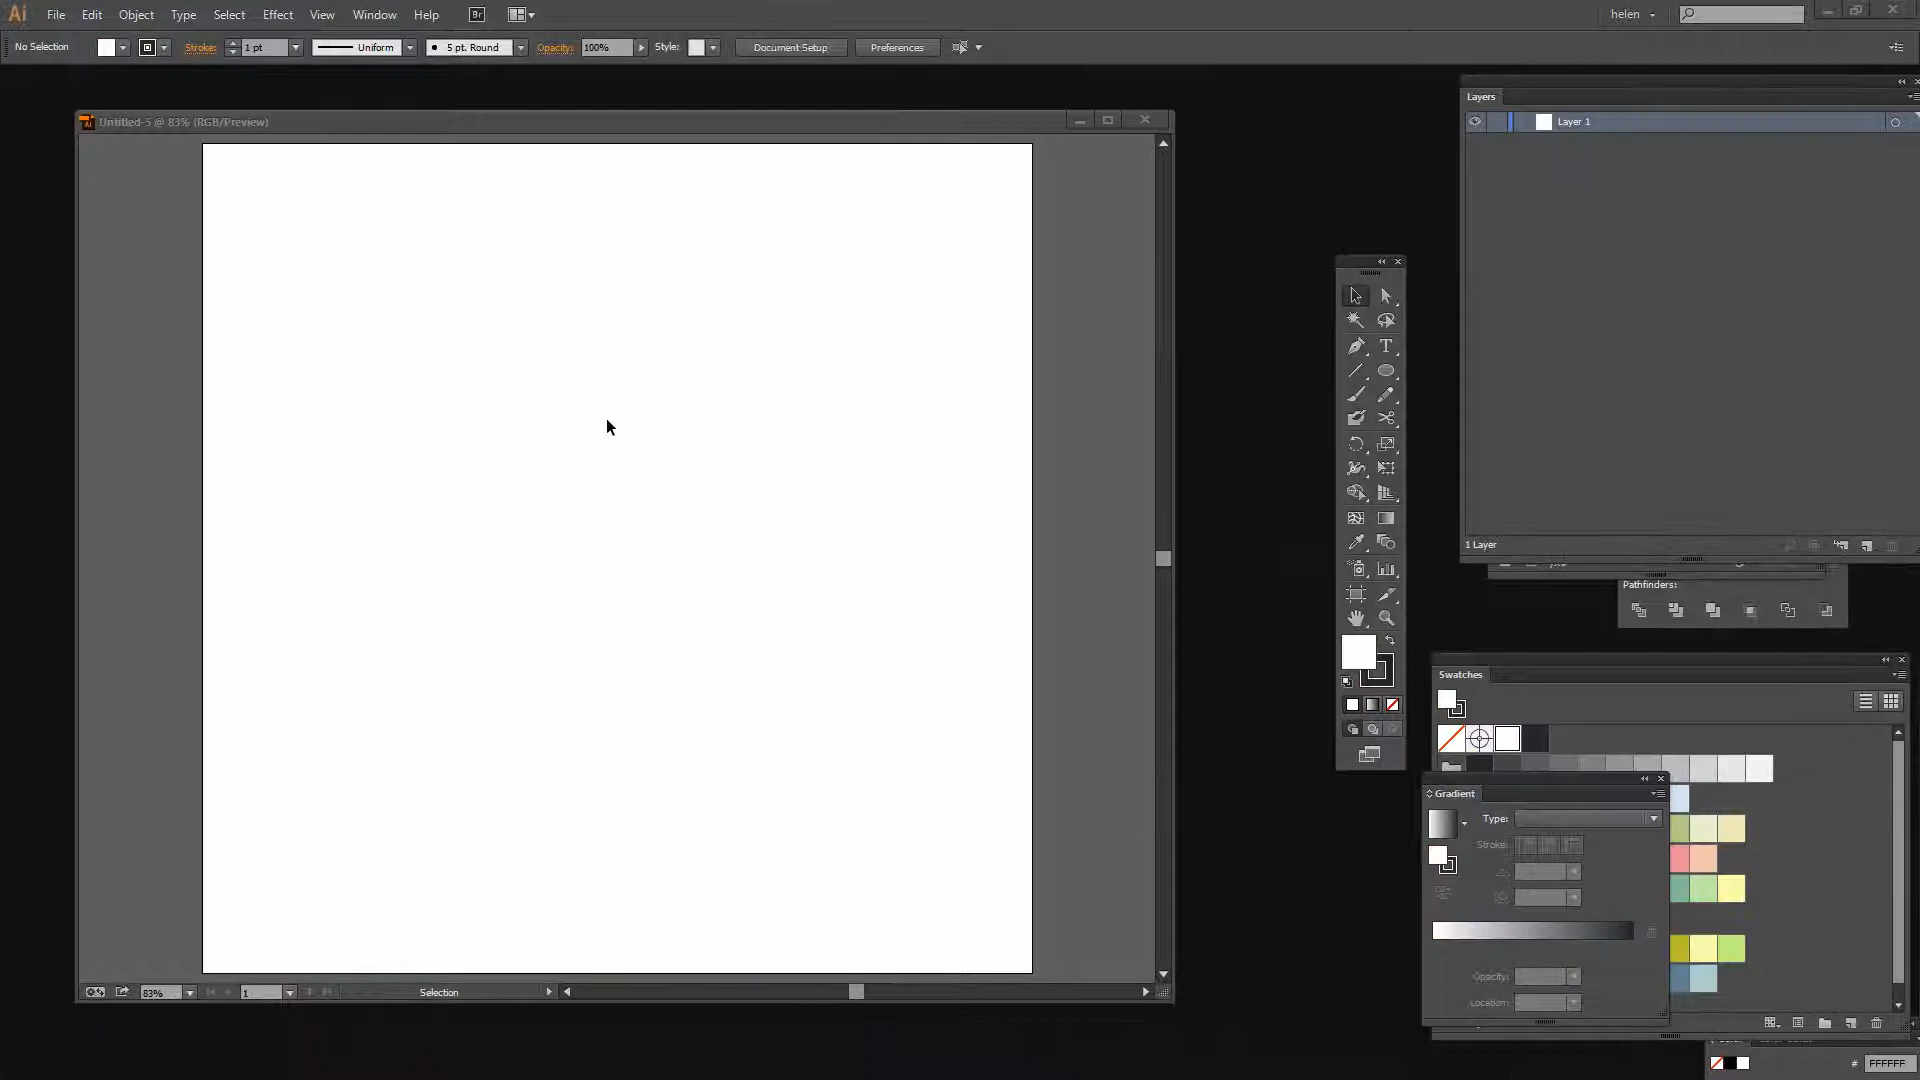 Ai File Edit Object Type Select Effect View Window Help Br helen
No Selection Stroke: 1 pt Uniform 5 pt. Round Opacity: 100% Style: Document Setup Preferences
Untitled-5 @ 83% (RGB/Preview)
Layers
Layer 1
1 Layer
Pathfinders:
Swatches
Gradient
Type:
Stroke:
Opacity:
Location:
83% 1 Selection
# FFFFFF